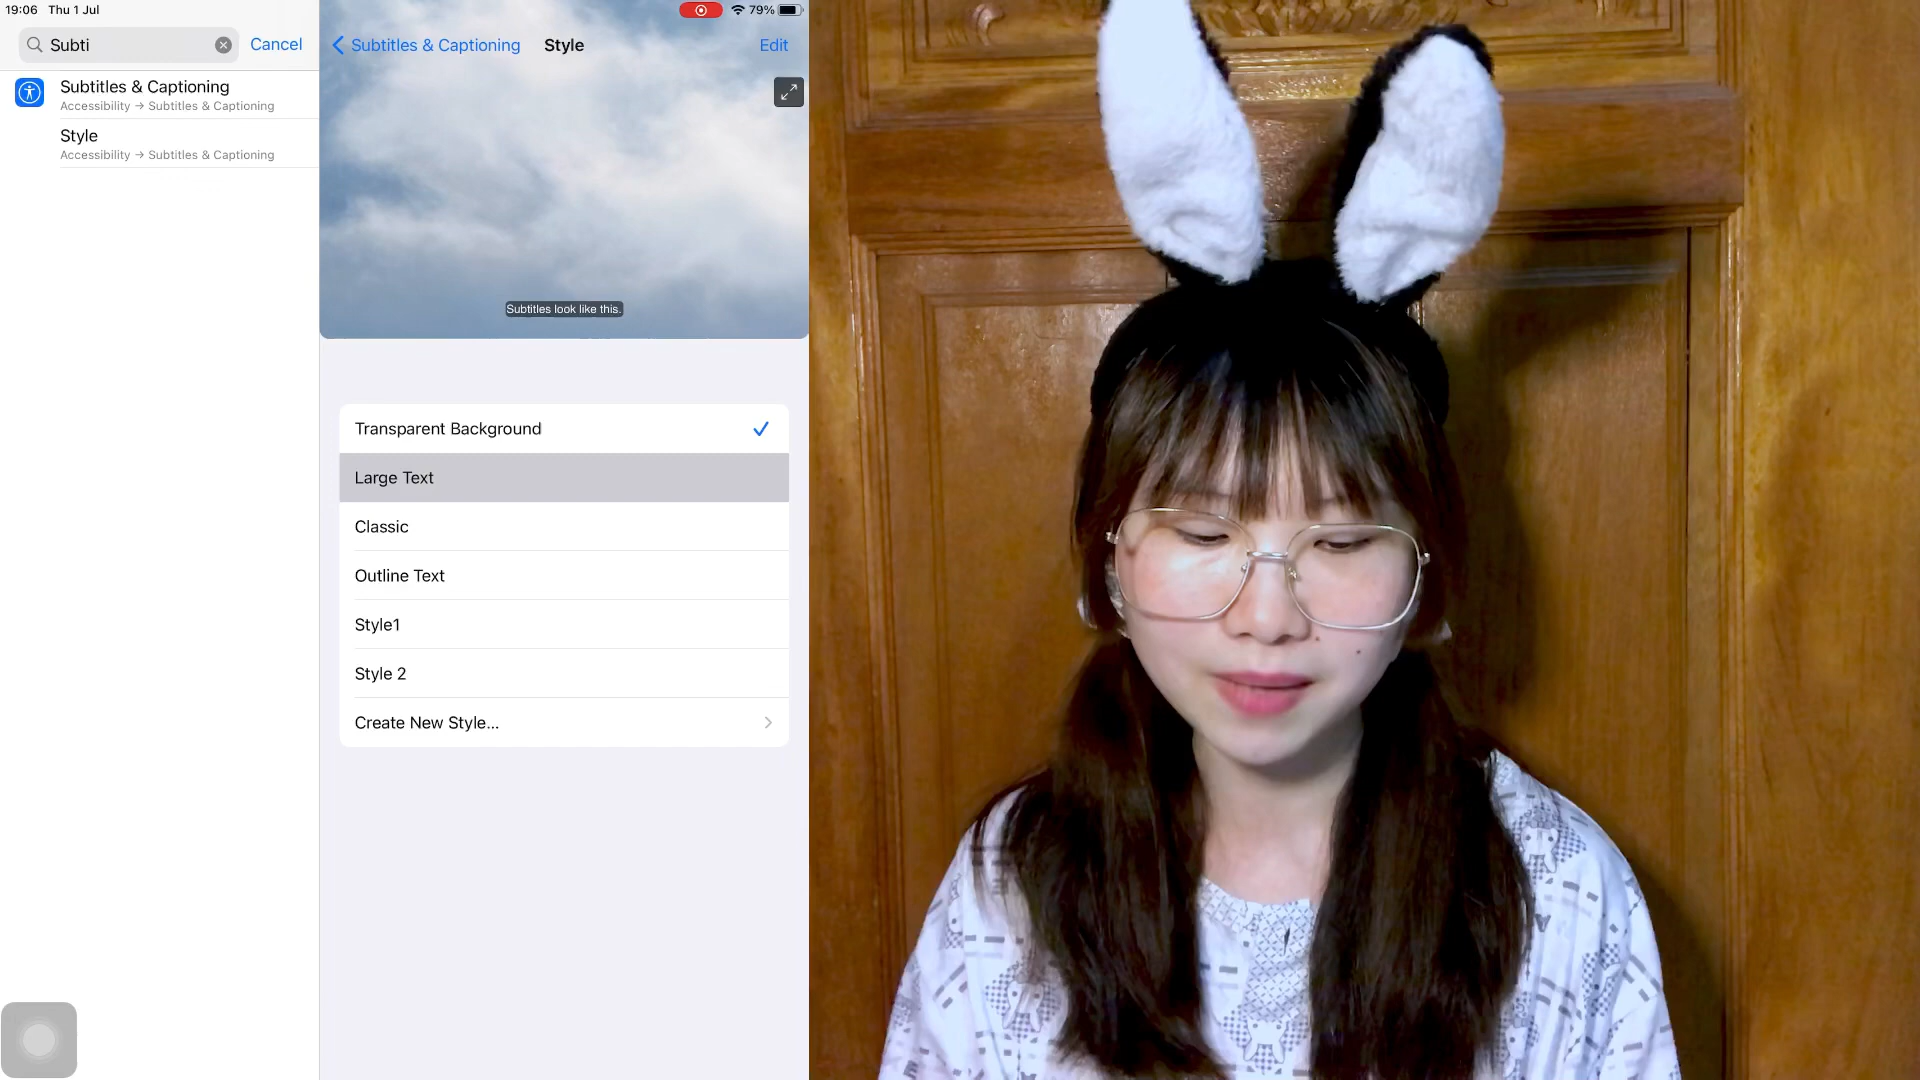 19:06 Thu 1 Jul
79%
Subti
Cancel
Subtitles & Captioning
Accessibility → Subtitles & Captioning
Style
Accessibility → Subtitles & Captioning
Subtitles & Captioning
Style
Edit
Subtitles look like this.
Transparent Background
Large Text
Classic
Outline Text
Style1
Style 2
Create New Style...